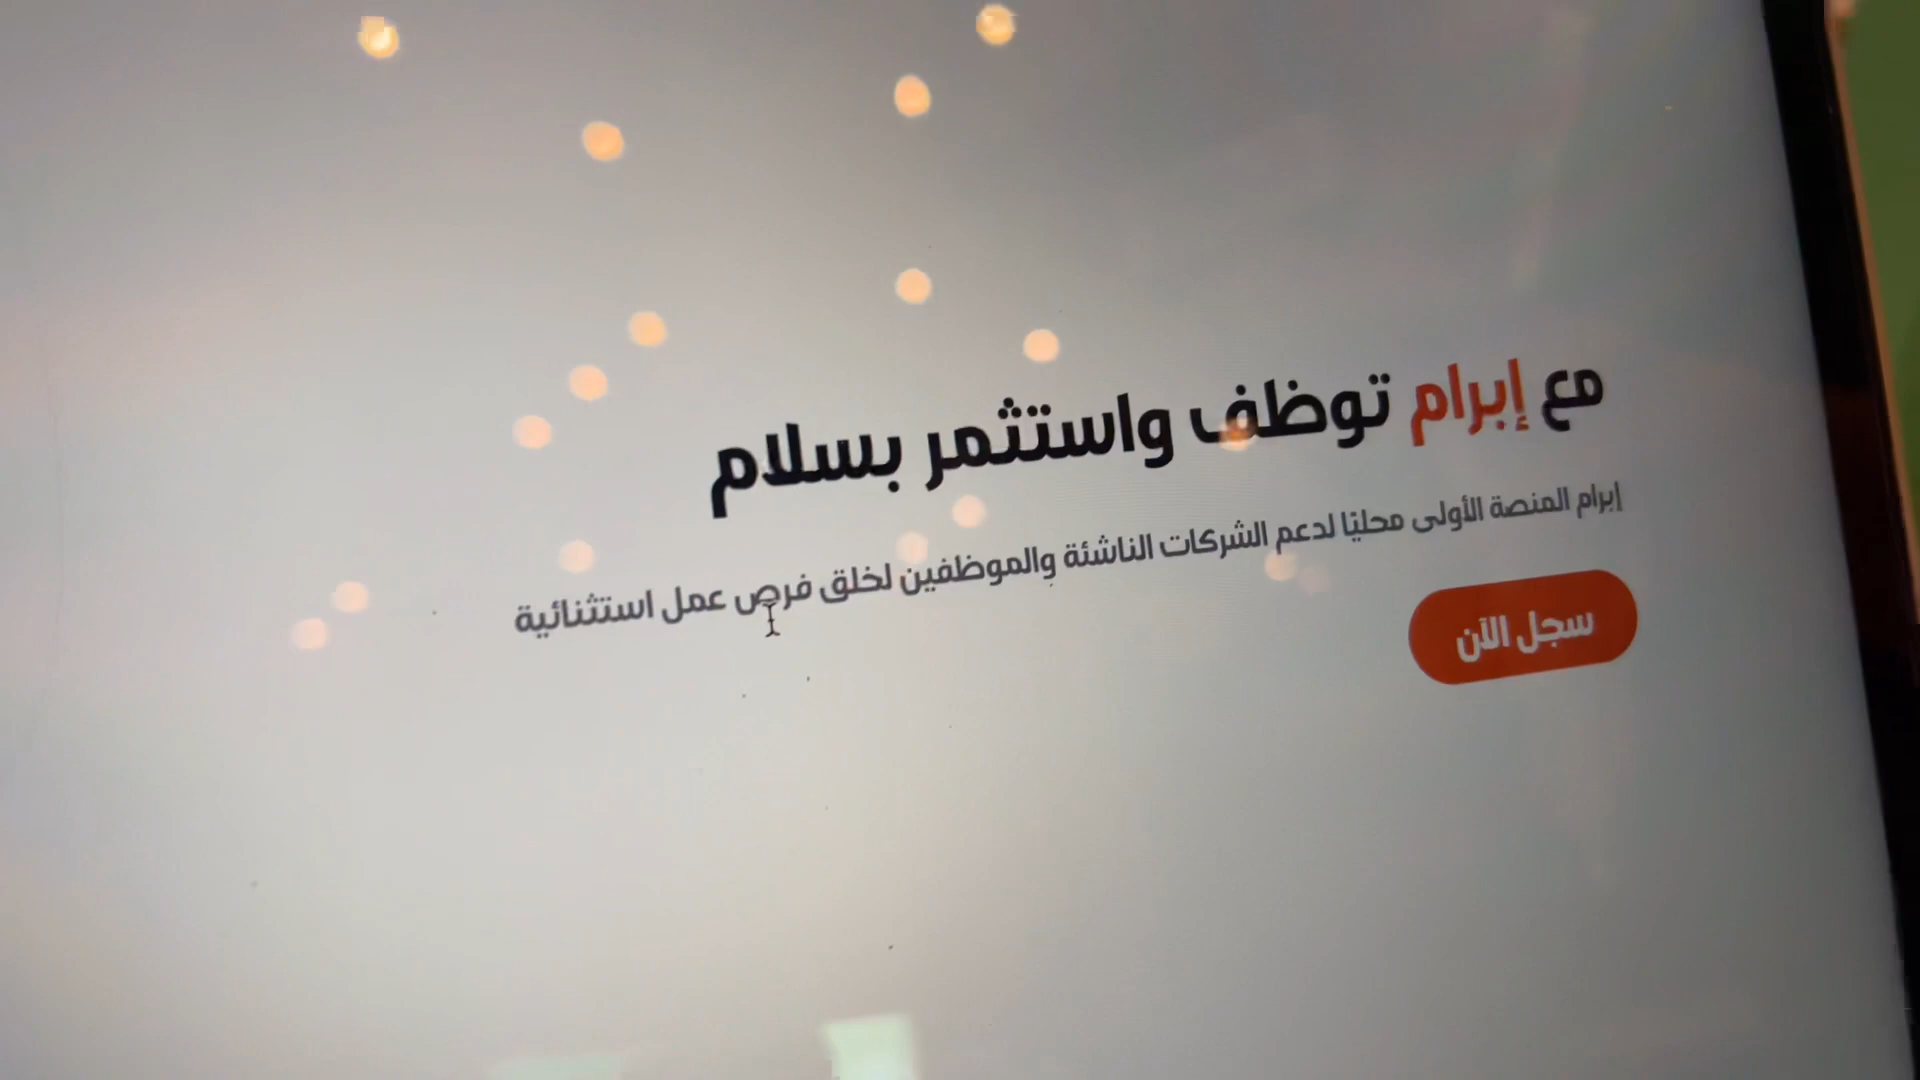 مع إبرام توظف واستثمر بسلام
إبرام المنصة الأولى محليًا لدعم الشركات الناشئة والموظفين لخلق فرص عمل استثنائية
سجل الآن